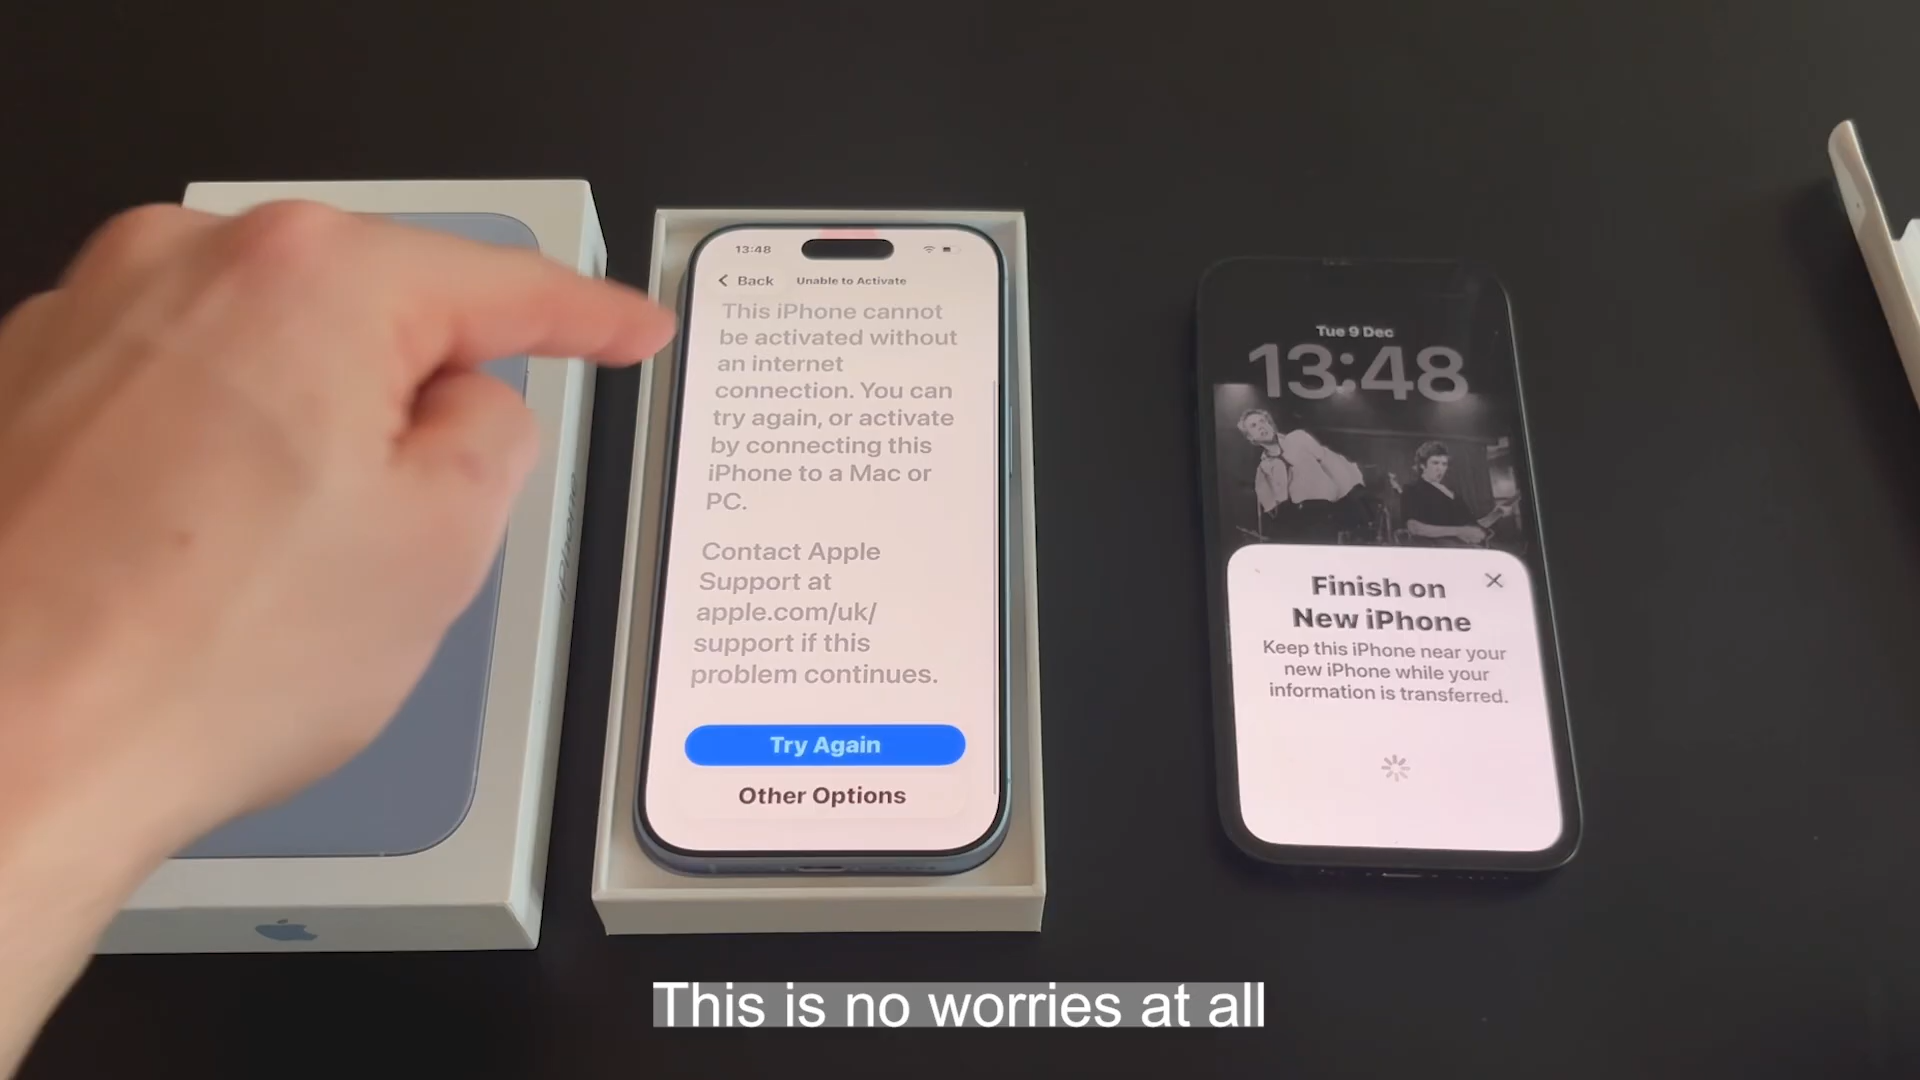 13:48
Back
Unable to Activate
This iPhone cannot
be activated without
an internet
connection. You can
try again, or activate
by connecting this
iPhone to a Mac or
PC.
Contact Apple
Support at
apple.com/uk/
support if this
problem continues.
Try Again
Other Options
iPhone
Tue 9 Dec
13:48
Finish on
New iPhone
Keep this iPhone near your
new iPhone while your
information is transferred.
This is no worries at all